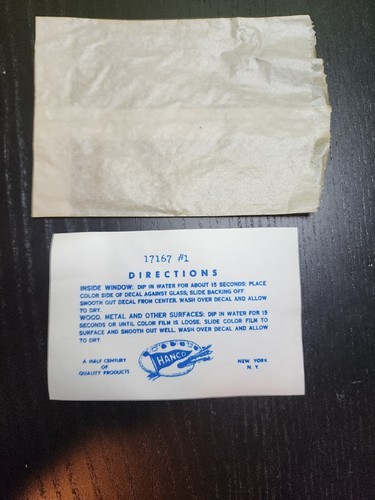 17167 #1
DIRECTIONS
INSIDE WINDOW: DIP IN WATER FOR ABOUT 15 SECONDS: PLACE
COLOR SIDE OF DECAL AGAINST GLASS; SLIDE BACKING OFF.
SMOOTH OUT DECAL FROM CENTER. WASH OVER DECAL AND ALLOW
TO DRY.
WOOD, METAL AND OTHER SURFACES: DIP IN WATER FOR 15
SECONDS OR UNTIL COLOR FILM IS LOOSE. SLIDE COLOR FILM TO
SURFACE AND SMOOTH OUT WELL. WASH OVER DECAL AND ALLOW
TO DRY.
A HALF CENTURY
OF
QUALITY PRODUCTS
HANCO
NEW YORK
N. Y.